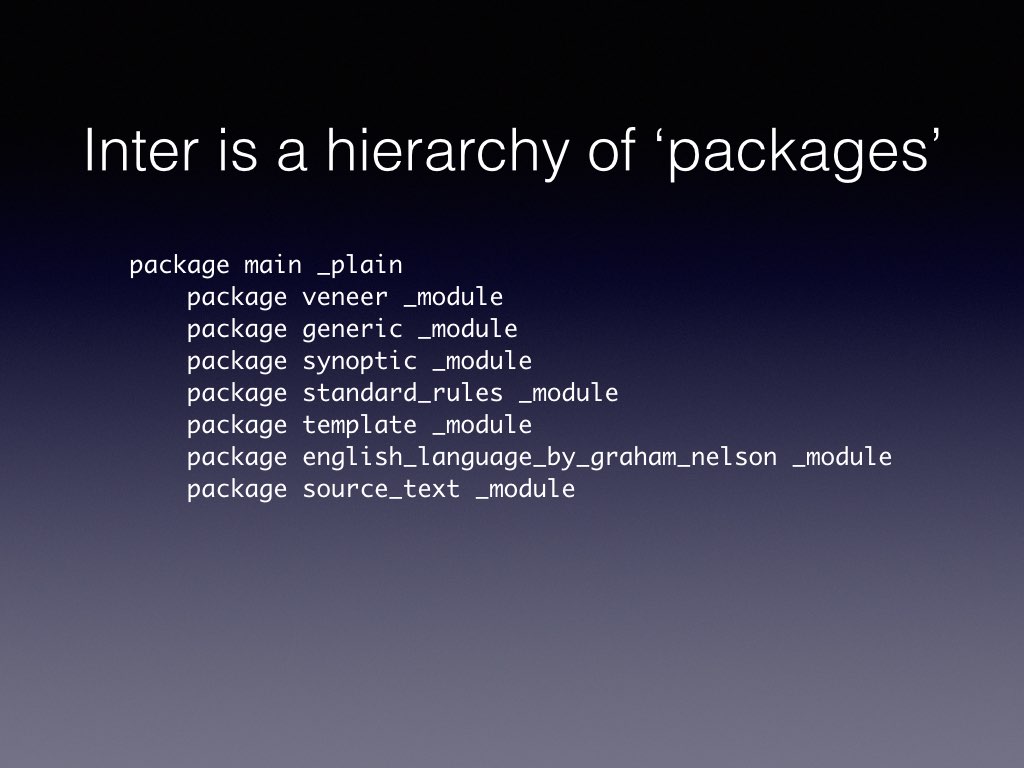 Inter is a hierarchy of ‘packages’
package main _plain
    package veneer _module
    package generic _module
    package synoptic _module
    package standard_rules _module
    package template _module
    package english_language_by_graham_nelson _module
    package source_text _module